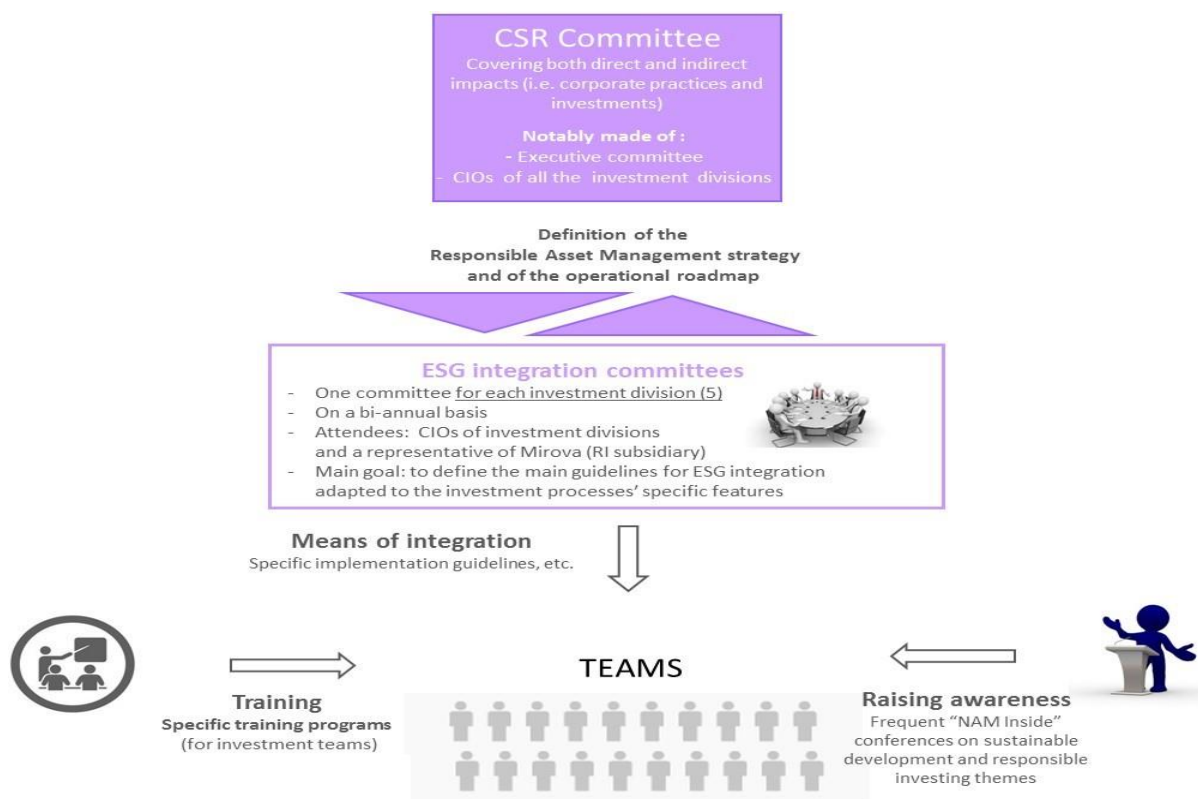 CSR Committee
Covering both direct and indirect
impacts (i.e. corporate practices and
investments)
Notably made of :
- Executive committee
- CIOs of all the investment divisions
Definition of the
Responsible Asset Management strategy
and of the operational roadmap
ESG integration committees
- One committee for each investment division (5)
- On a bi-annual basis
- Attendees: CIOs of investment divisions
and a representative of Mirova (RI subsidiary)
- Main goal: to define the main guidelines for ESG integration
adapted to the investment processes’ specific features
Means of integration
Specific implementation guidelines, etc.
TEAMS
Training
Specific training programs
(for investment teams)
Raising awareness
Frequent “NAM Inside”
conferences on sustainable
development and responsible
investing themes